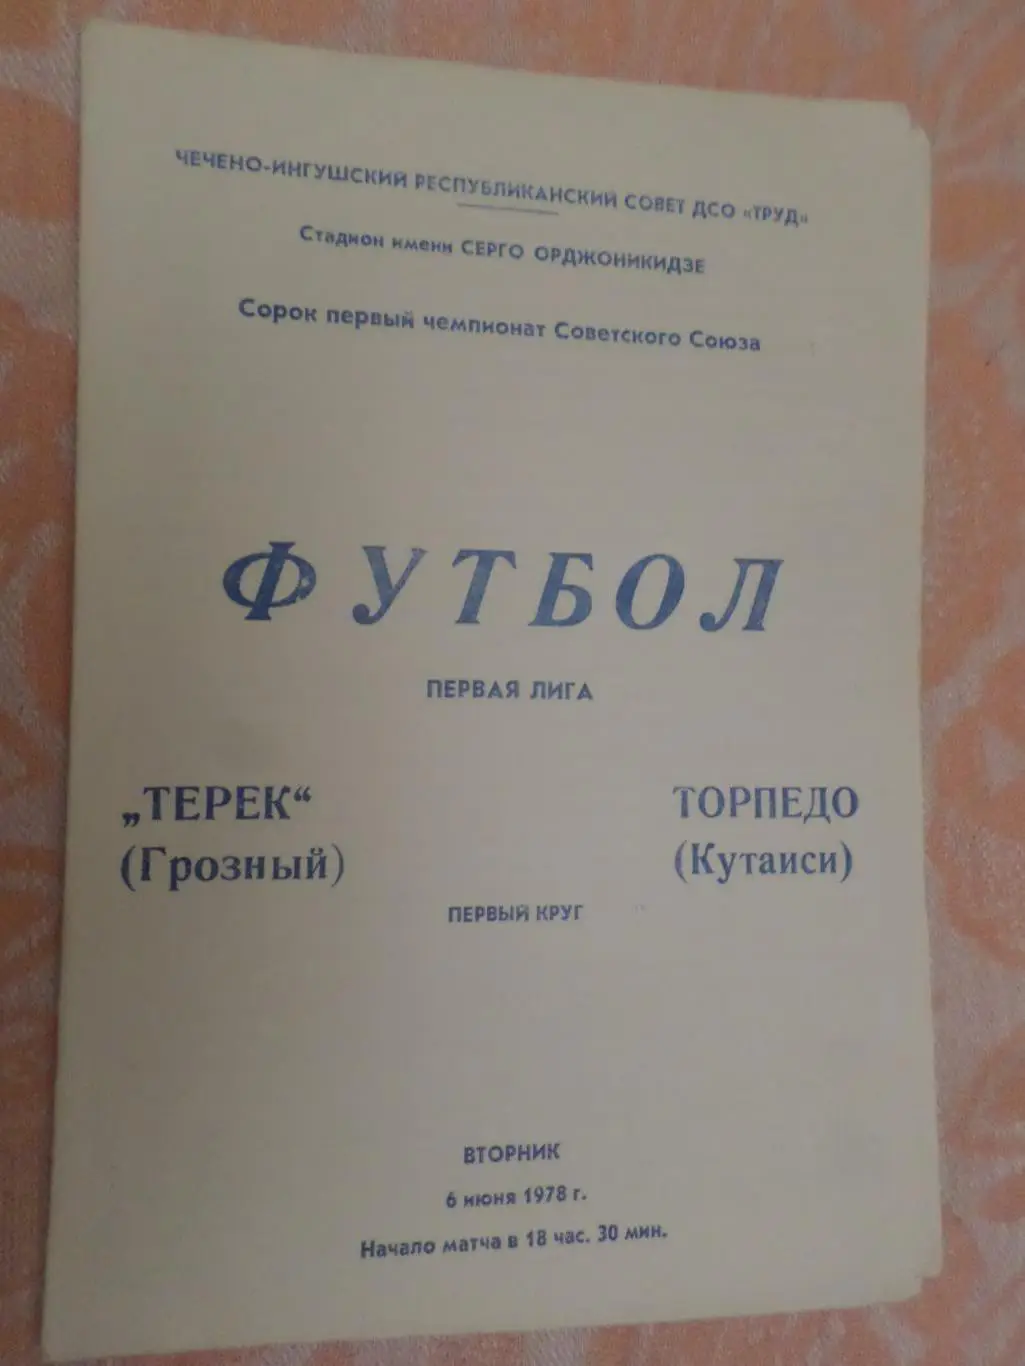 ЧЕЧЕНО-ИНГУШСКИЙ РЕСПУБЛИКАНСКИЙ СОВЕТ ДСО «ТРУД»
Стадион имени СЕРГО ОРДЖОНИКИДЗЕ
Сорок первый чемпионат Советского Союза
ФУТБОЛ
ПЕРВАЯ ЛИГА
„ТЕРЕК“
(Грозный)
ТОРПЕДО
(Кутаиси)
ПЕРВЫЙ КРУГ
ВТОРНИК
6 июня 1978 г.
Начало матча в 18 час. 30 мин.